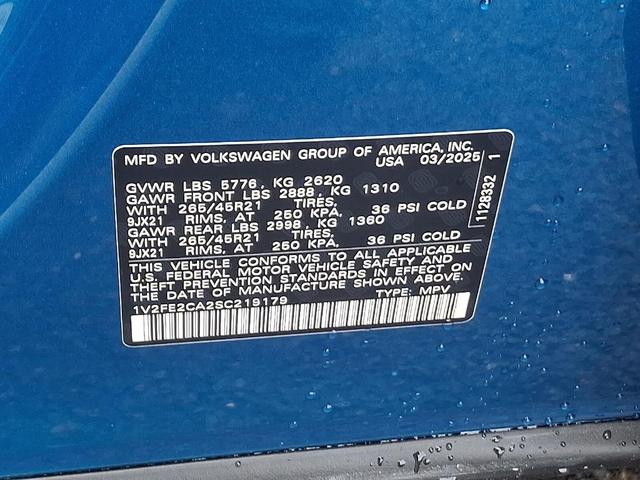 MFD BY VOLKSWAGEN GROUP OF AMERICA, INC.
USA 03/2025
GVWR LBS 5776, KG 2620
GAWR FRONT LBS 2888, KG 1310
WITH 265/45R21 TIRES,
9JX21 RIMS, AT 250 KPA, 36 PSI COLD
GAWR REAR LBS 2998, KG 1360
WITH 265/45R21 TIRES,
9JX21 RIMS, AT 250 KPA, 36 PSI COLD
THIS VEHICLE CONFORMS TO ALL APPLICABLE
U.S. FEDERAL MOTOR VEHICLE SAFETY AND
THEFT PREVENTION STANDARDS IN EFFECT ON
THE DATE OF MANUFACTURE SHOWN ABOVE.
1V2FE2CA2SC219179 TYPE: MPV
1128332 1